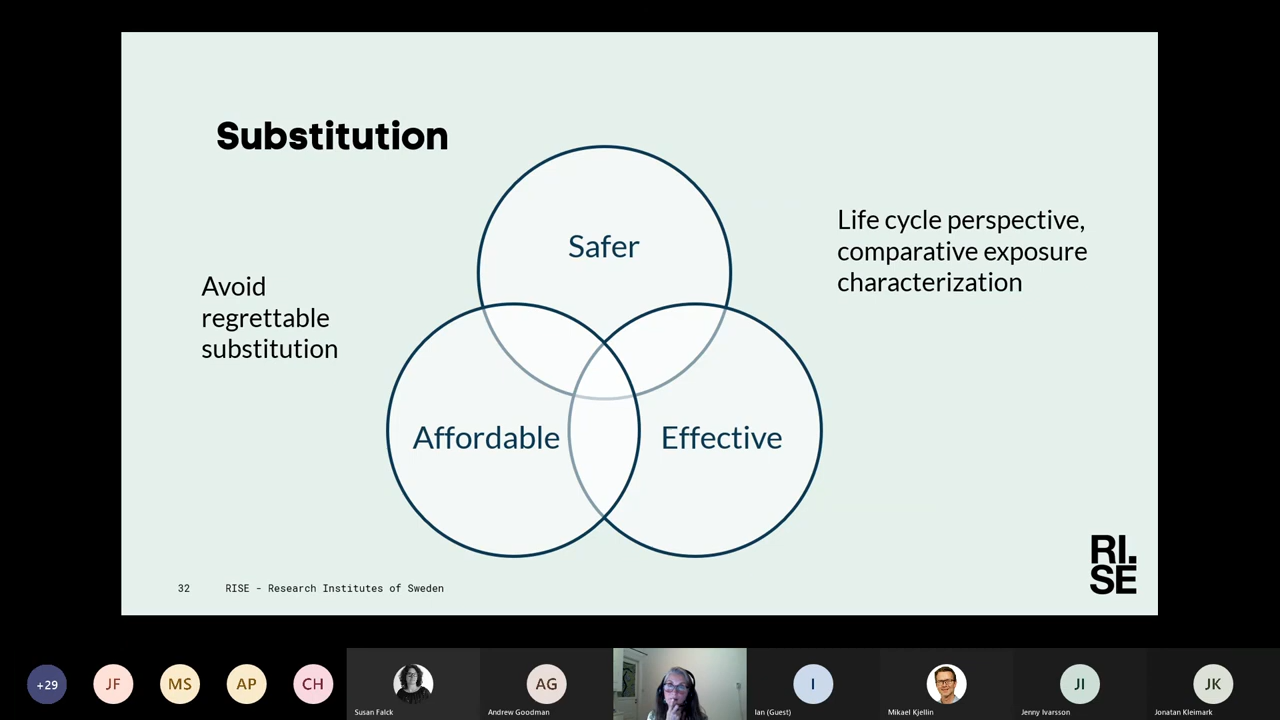 Substitution
Safer
Life cycle perspective,
comparative exposure
characterization
Avoid
regrettable
substitution
Affordable
Effective
32
RISE - Research Institutes of Sweden
RI.
SE
+29
JF
MS
AP
CH
AG
I
JI
JK
Susan Falck
Andrew Goodman
Ian (Guest)
Mikael Kjellin
Jenny Ivarsson
Jonatan Kleimark